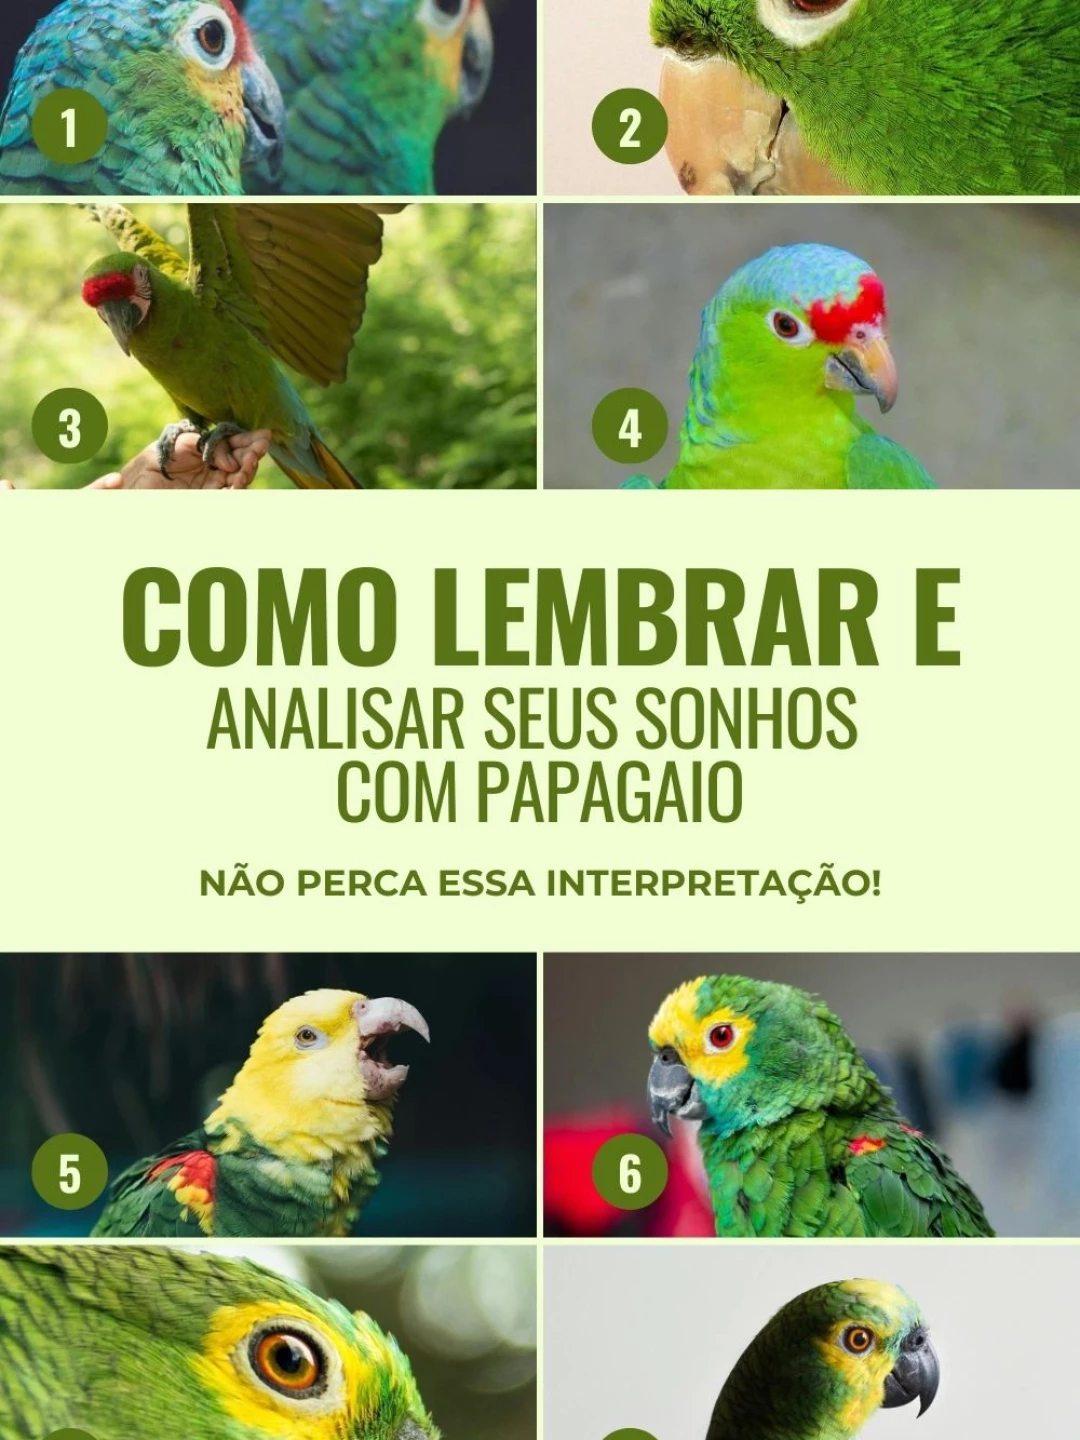 1
2
3
4
COMO LEMBRAR E
ANALISAR SEUS SONHOS
COM PAPAGAIO
NÃO PERCA ESSA INTERPRETAÇÃO!
5
6